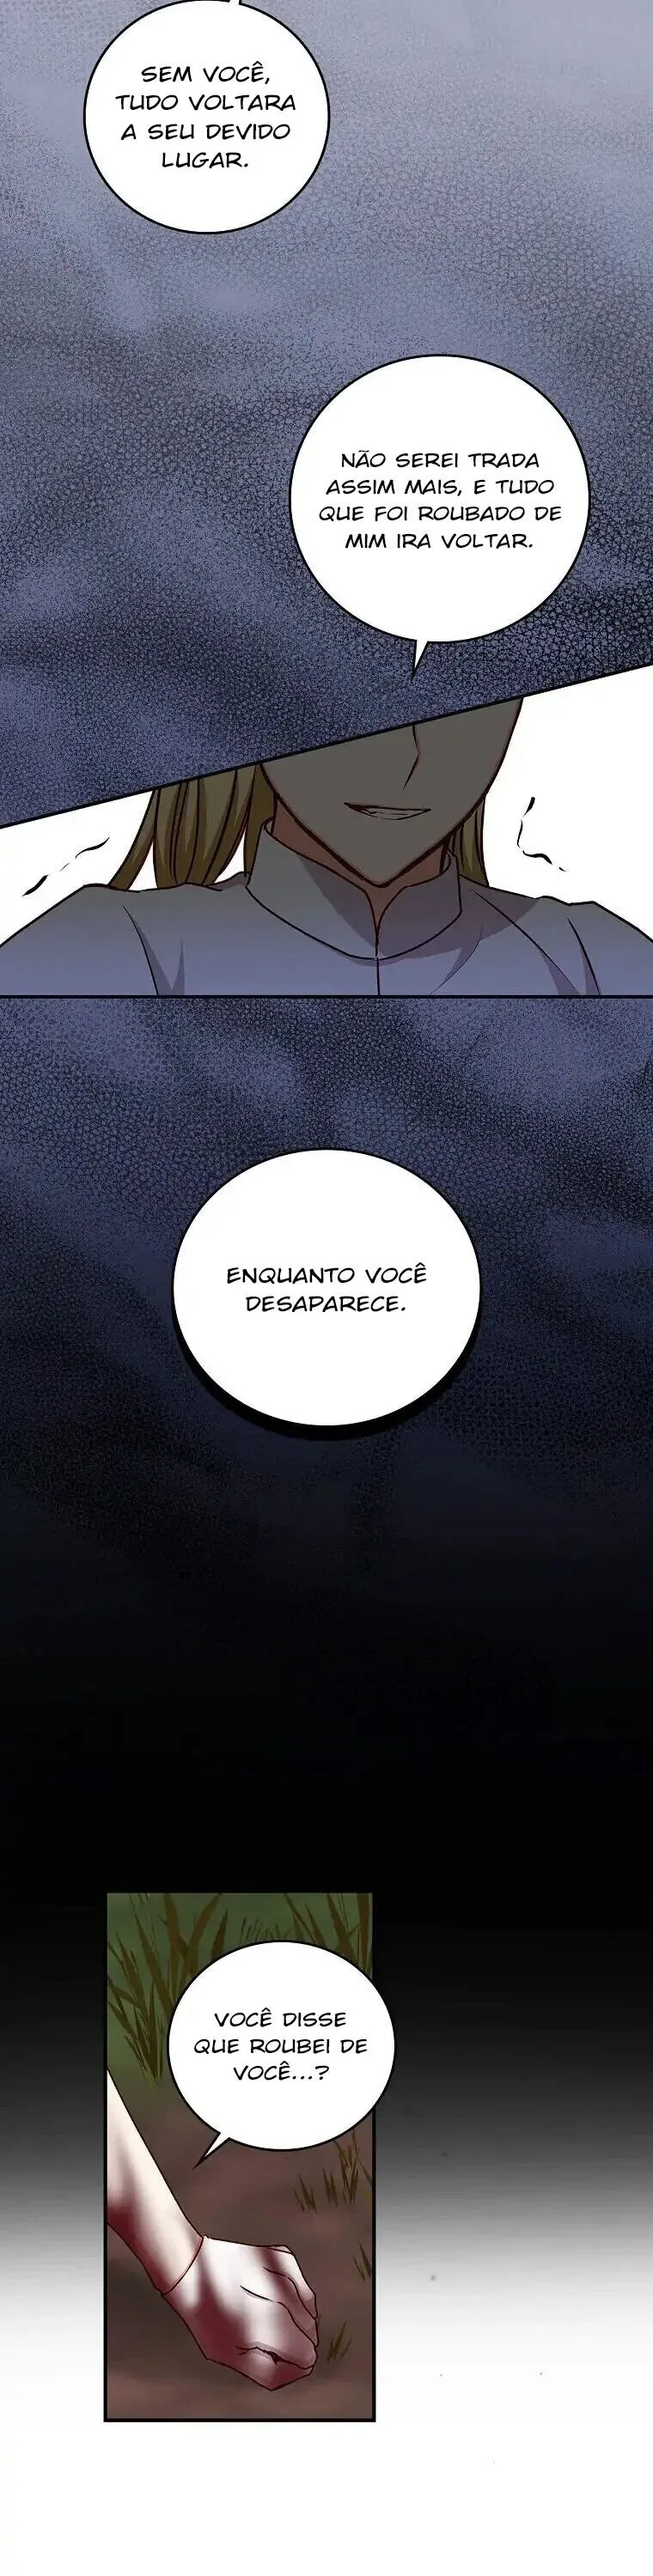 SEM VOCÊ,
TUDO VOLTARA
A SEU DEVIDO
LUGAR.
NÃO SEREI TRADA
ASSIM MAIS, E TUDO
QUE FOI ROUBADO DE
MIM IRA VOLTAR.
ENQUANTO VOCÊ
DESAPARECE.
VOCÊ DISSE
QUE ROUBEI DE
VOCÊ...?